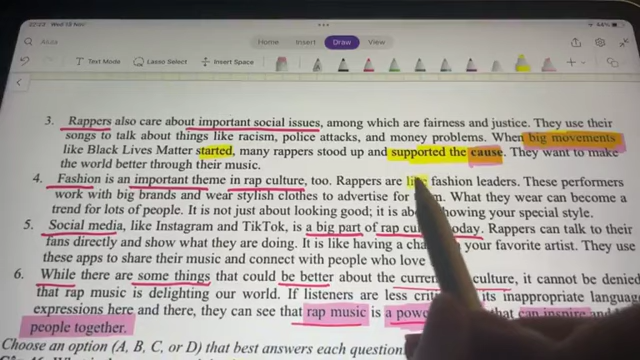 22:23 Wed 15 Nov
44%
Home Insert Draw View
Text Mode Lasso Select Insert Space
3. Rappers also care about important social issues, among which are fairness and justice. They use their
songs to talk about things like racism, police attacks, and money problems. When big movements
like Black Lives Matter started, many rappers stood up and supported the cause. They want to make
the world better through their music.
4. Fashion is an important theme in rap culture, too. Rappers are like fashion leaders. These performers
work with big brands and wear stylish clothes to advertise for. What they wear can become a
trend for lots of people. It is not just about looking good; it is showing your special style.
5. Social media, like Instagram and TikTok, is a big part of rap today. Rappers can talk to their
fans directly and show what they are doing. It is like having a your favorite artist. They use
these apps to share their music and connect with people who love
6. While there are some things that could be better about the, it cannot be denied
that rap music is delighting our world. If listeners are less its inappropriate language
expressions here and there, they can see that rap music is a that can inspire
people together.
Choose an option (A, B, C, or D) that best answers each question